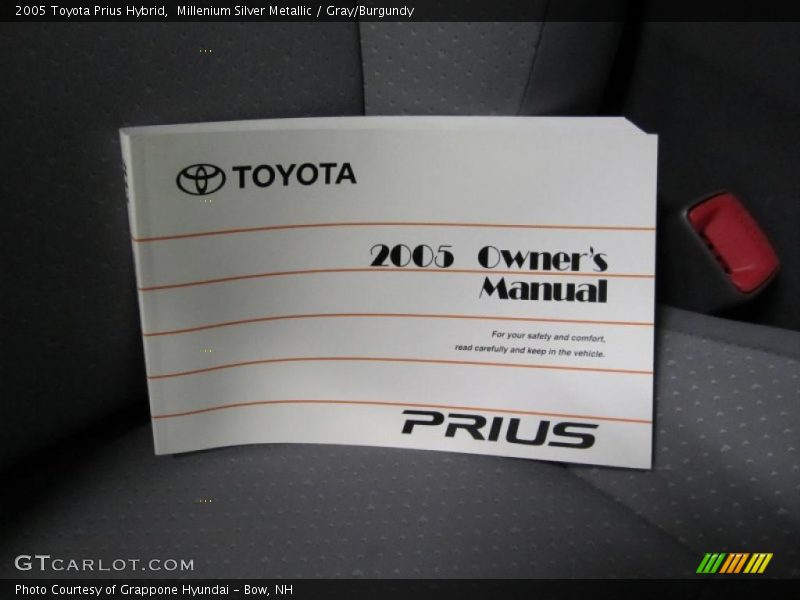 2005 Toyota Prius Hybrid,  Millenium Silver Metallic / Gray/Burgundy
TOYOTA
2005 Owner's
Manual
For your safety and comfort,
read carefully and keep in the vehicle.
PRIUS
GTCARLOT.COM
Photo Courtesy of Grappone Hyundai - Bow, NH